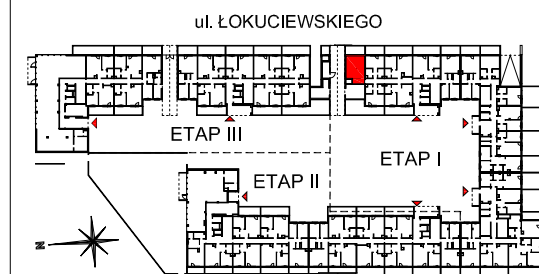 ul. ŁOKUCIEWSKIEGO
ETAP III
ETAP I
ETAP II
N